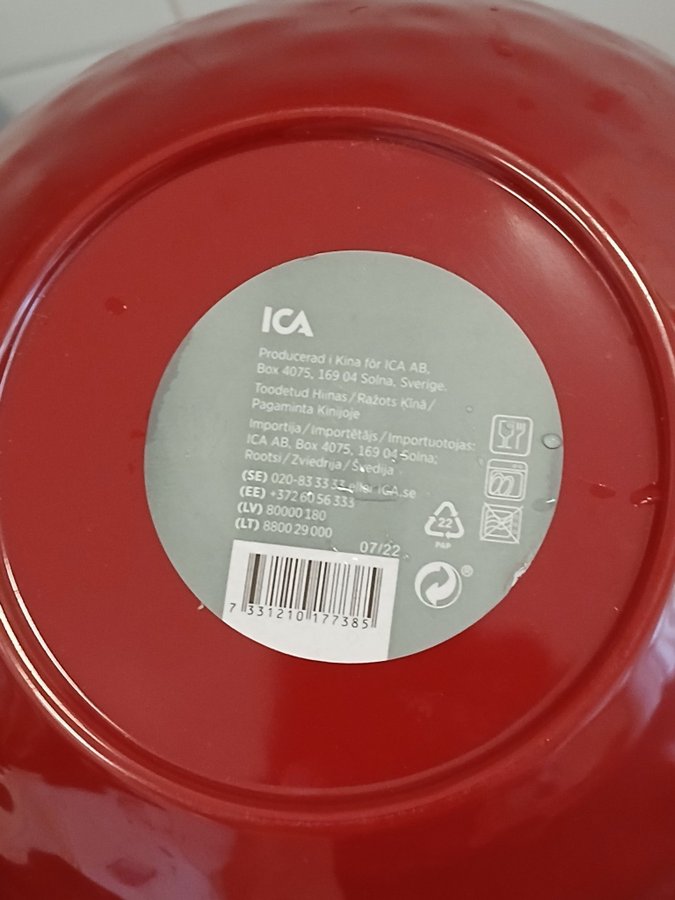 ICA
Producerad i Kina för ICA AB,
Box 4075, 169 04 Solna, Sverige.
Toodetud Hiinas/Ražots Ķīnā/
Pagaminta Kinijoje
Importija/Importētājs/Importuotojas:
ICA AB, Box 4075, 169 04 Solna;
Rootsi/Zviedrija/Švedija
(SE) 020-83 33 33 eller ICA.se
(EE) +372 60 56 333
(LV) 80000 180
(LT) 8800 29 000
22
PAP
07/22
®
7 331210 177385